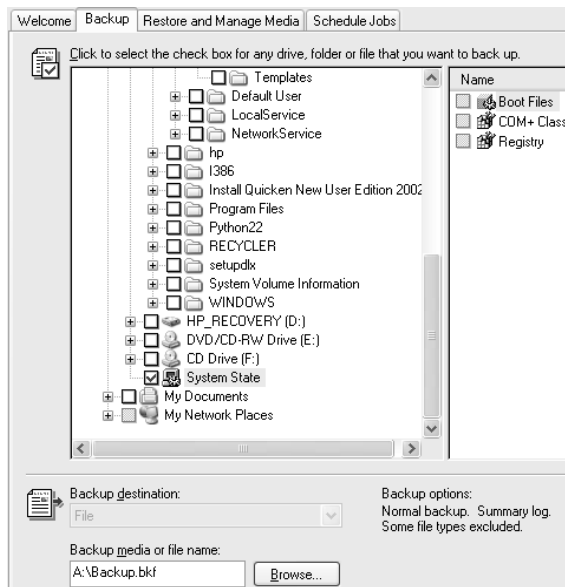 Welcome Backup Restore and Manage Media Schedule Jobs
Click to select the check box for any drive, folder or file that you want to back up.
Templates
Default User
LocalService
NetworkService
hp
I386
Install Quicken New User Edition 2002
Program Files
Python22
RECYCLER
setupdlx
System Volume Information
WINDOWS
HP_RECOVERY (D:)
DVD/CD-RW Drive (E:)
CD Drive (F:)
System State
My Documents
My Network Places
Name
Boot Files
COM+ Class
Registry
Backup destination:
File
Backup media or file name:
A:\Backup.bkf
Browse...
Backup options:
Normal backup. Summary log.
Some file types excluded.